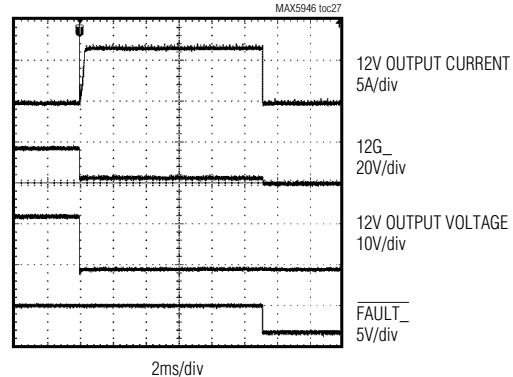 MAX5946 toc27
12V OUTPUT CURRENT
5A/div
12G_
20V/div
12V OUTPUT VOLTAGE
10V/div
FAULT_
5V/div
2ms/div